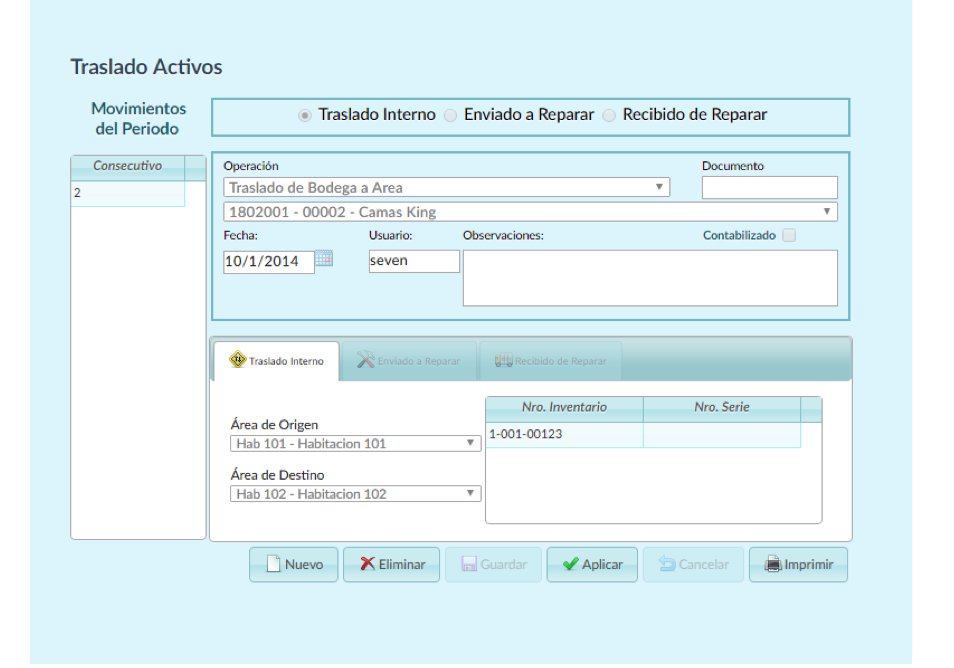 Traslado Activos
Movimientos
del Periodo
Traslado Interno Enviado a Reparar Recibido de Reparar
Consecutivo
2
Operación Documento
Traslado de Bodega a Area
1802001 - 00002 - Camas King
Fecha: Usuario: Observaciones: Contabilizado
10/1/2014 seven
Traslado Interno Enviado a Reparar Recibido de Reparar
Nro. Inventario Nro. Serie
1-001-00123
Área de Origen
Hab 101 - Habitacion 101
Área de Destino
Hab 102 - Habitacion 102
Nuevo Eliminar Guardar Aplicar Cancelar Imprimir